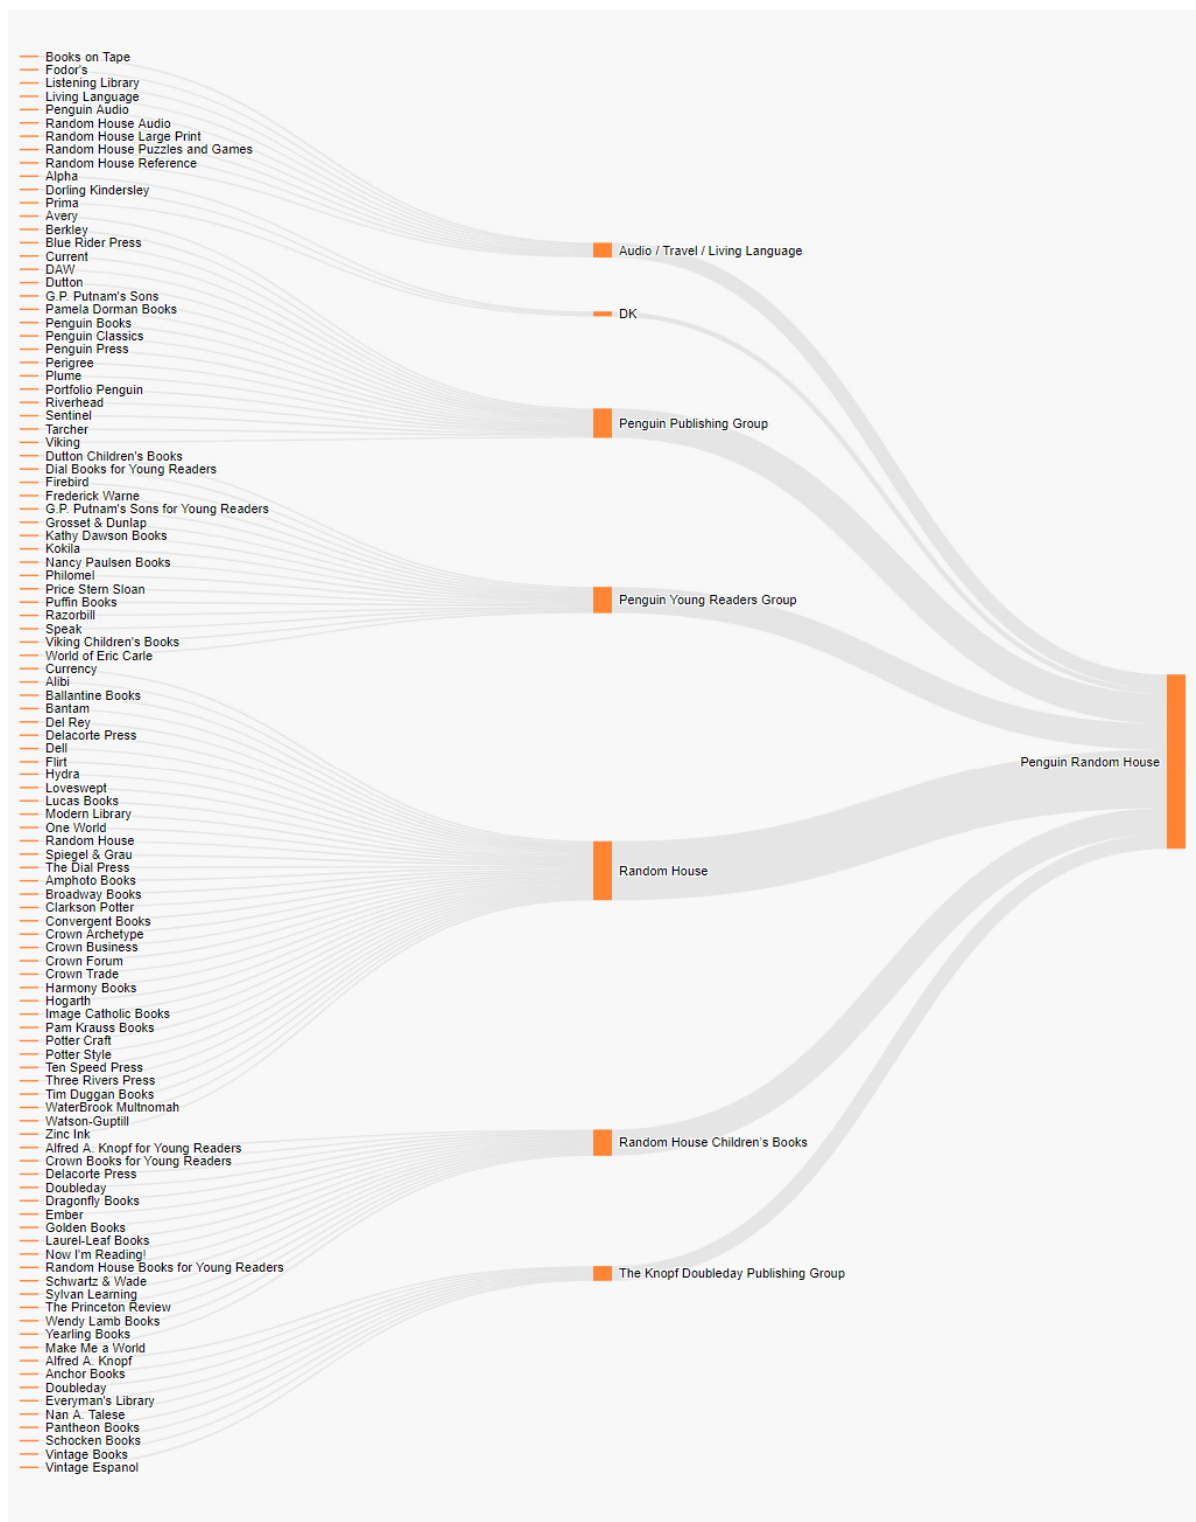 Books on Tape
Fodor's
Listening Library
Living Language
Penguin Audio
Random House Audio
Random House Large Print
Random House Puzzles and Games
Random House Reference
Alpha
Dorling Kindersley
Prima
Avery
Berkley
Blue Rider Press
Current
DAW
Dutton
G.P. Putnam's Sons
Pamela Dorman Books
Penguin Books
Penguin Classics
Penguin Press
Perigree
Plume
Portfolio Penguin
Riverhead
Sentinel
Tarcher
Viking
Dutton Children's Books
Dial Books for Young Readers
Firebird
Frederick Warne
G.P. Putnam's Sons for Young Readers
Grosset & Dunlap
Kathy Dawson Books
Kokila
Nancy Paulsen Books
Philomel
Price Stern Sloan
Puffin Books
Razorbill
Speak
Viking Children's Books
World of Eric Carle
Currency
Alibi
Ballantine Books
Bantam
Del Rey
Delacorte Press
Dell
Flirt
Hydra
Loveswept
Lucas Books
Modern Library
One World
Random House
Spiegel & Grau
The Dial Press
Amphoto Books
Broadway Books
Clarkson Potter
Convergent Books
Crown Archetype
Crown Business
Crown Forum
Crown Trade
Harmony Books
Hogarth
Image Catholic Books
Pam Krauss Books
Potter Craft
Potter Style
Ten Speed Press
Three Rivers Press
Tim Duggan Books
WaterBrook Multnomah
Watson-Guptill
Zinc Ink
Alfred A. Knopf for Young Readers
Crown Books for Young Readers
Delacorte Press
Doubleday
Dragonfly Books
Ember
Golden Books
Laurel-Leaf Books
Now I'm Reading!
Random House Books for Young Readers
Schwartz & Wade
Sylvan Learning
The Princeton Review
Wendy Lamb Books
Yearling Books
Make Me a World
Alfred A. Knopf
Anchor Books
Doubleday
Everyman's Library
Nan A. Talese
Pantheon Books
Schocken Books
Vintage Books
Vintage Espanol
Audio / Travel / Living Language
DK
Penguin Publishing Group
Penguin Young Readers Group
Random House
Random House Children's Books
The Knopf Doubleday Publishing Group
Penguin Random House